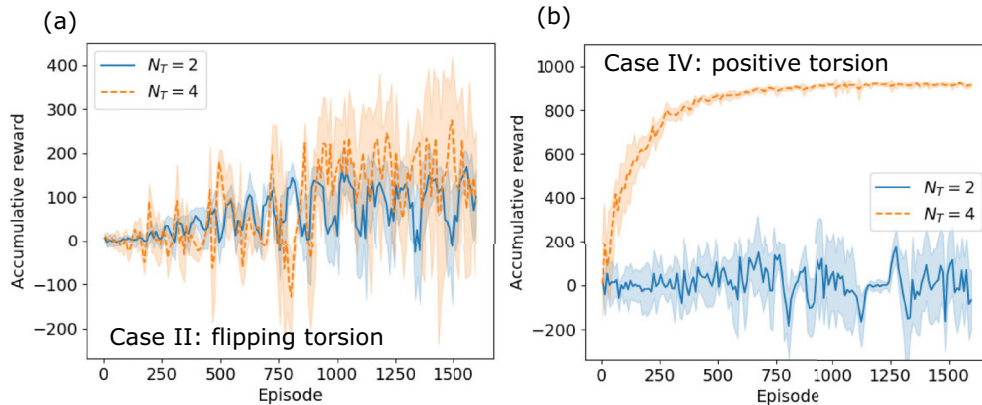 (a)
400
300
200
100
0
−100
−200
Accumulative reward
N_T = 2
N_T = 4
Case II: flipping torsion
0 250 500 750 1000 1250 1500
Episode
(b)
1000
800
600
400
200
0
−200
Accumulative reward
Case IV: positive torsion
N_T = 2
N_T = 4
0 250 500 750 1000 1250 1500
Episode